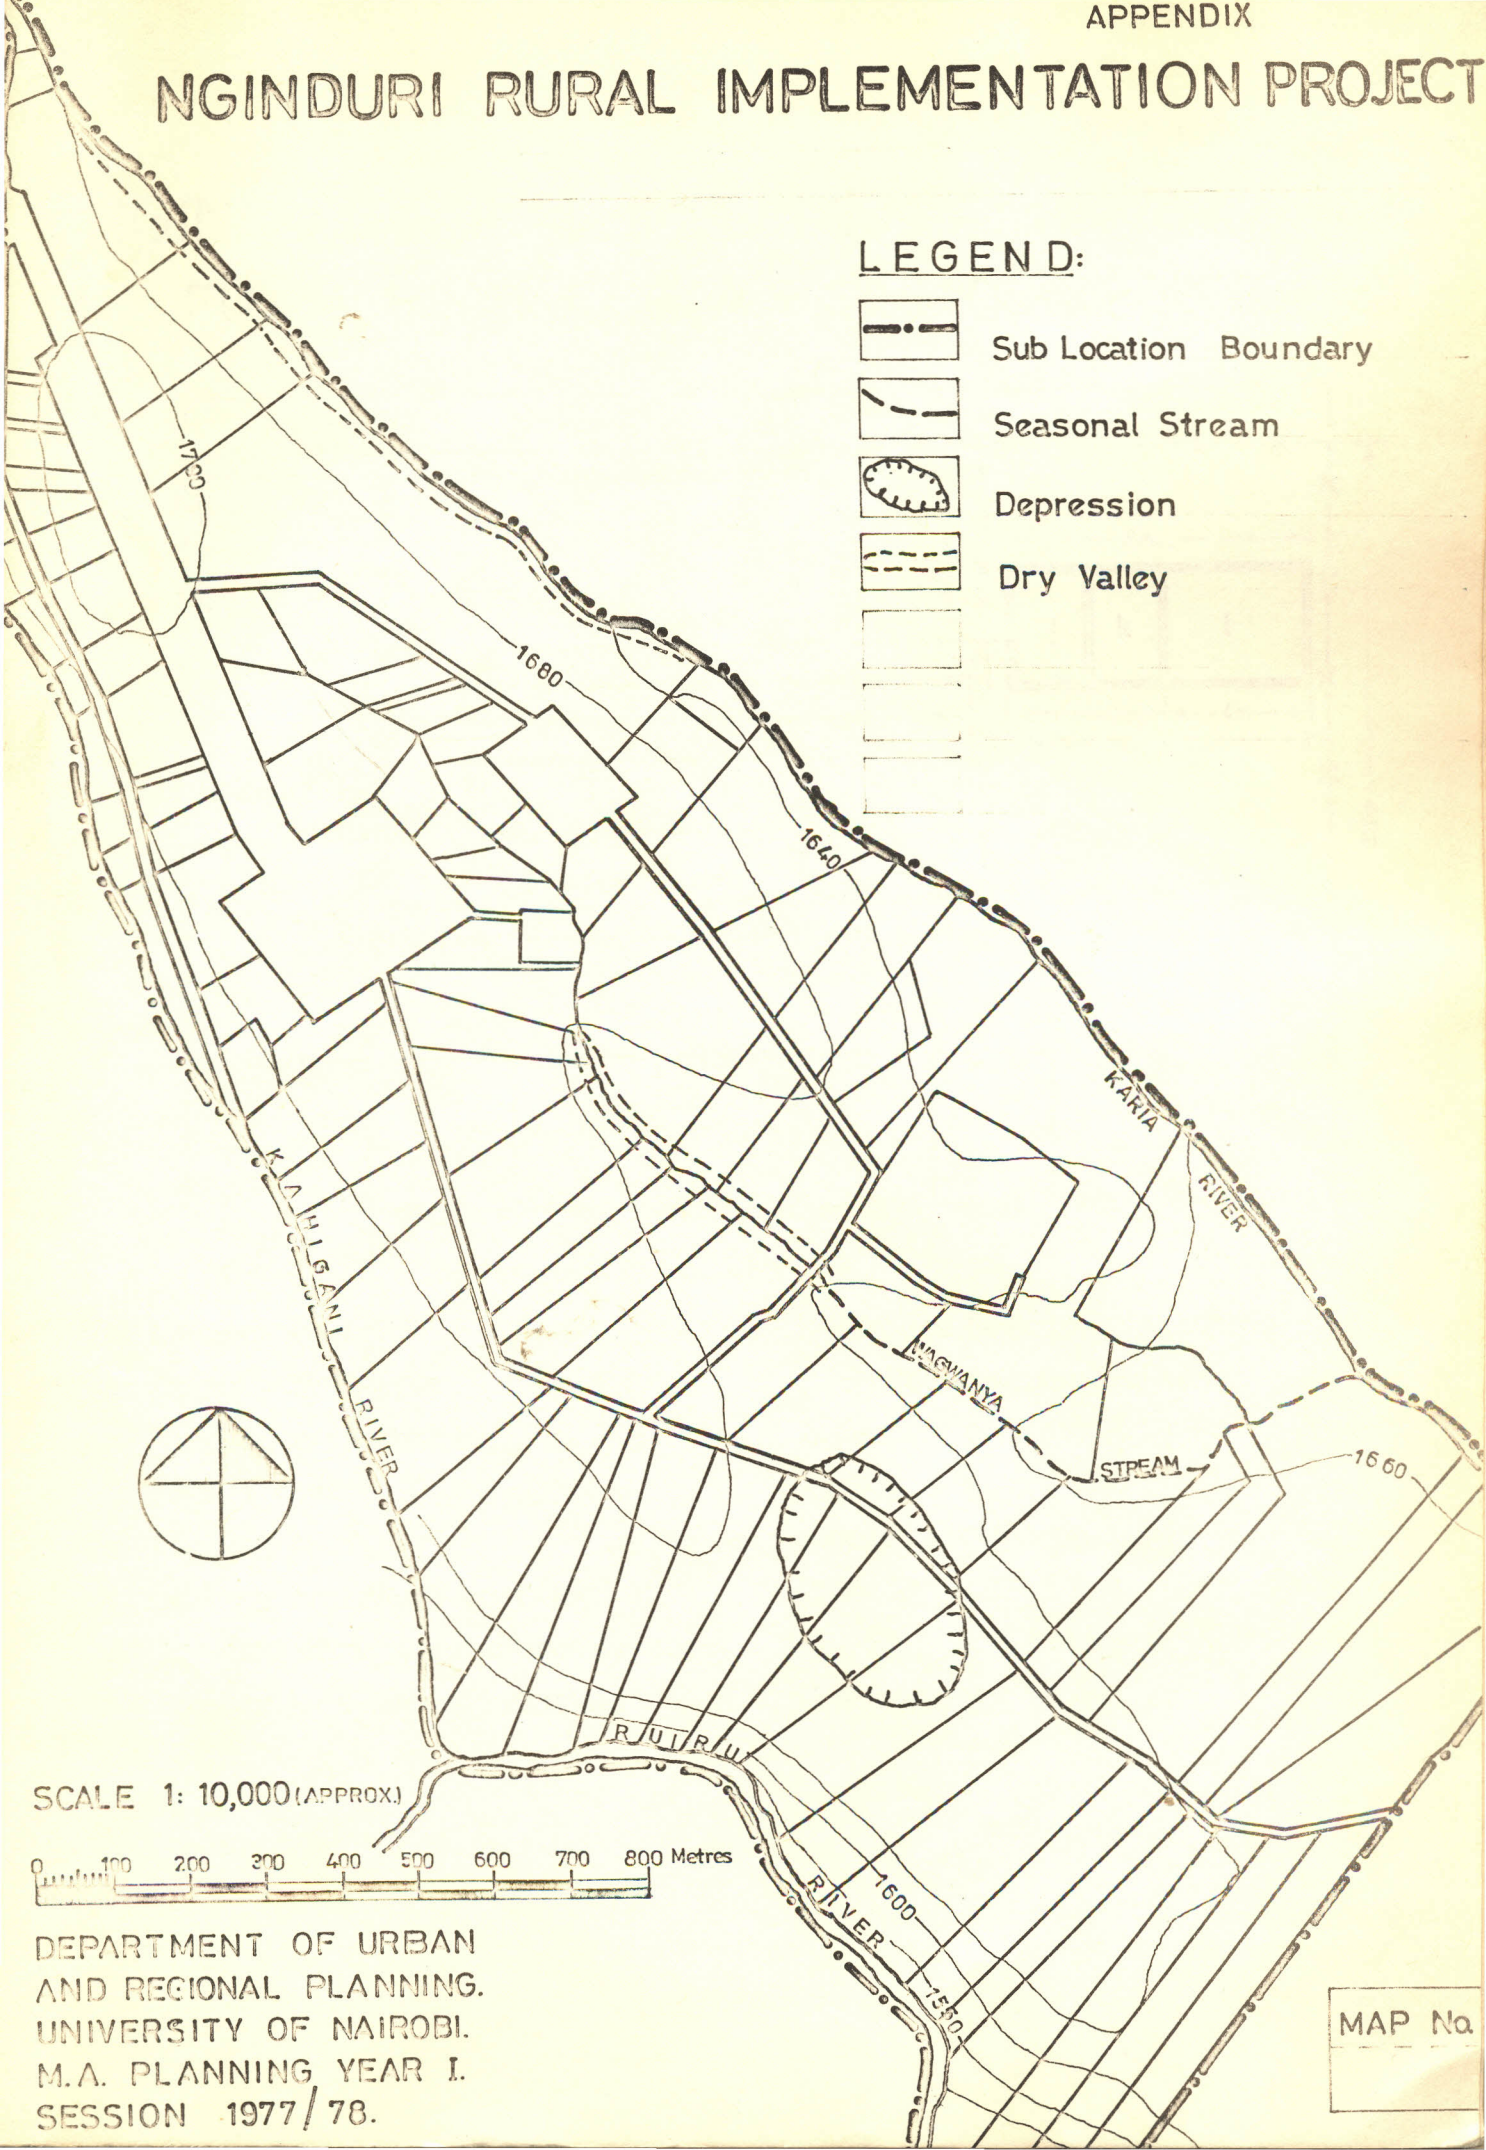 APPENDIX
NGINDURI RURAL IMPLEMENTATION PROJECT
LEGEND:
Sub Location Boundary
Seasonal Stream
Depression
Dry Valley
1700
1680
1640
KARIA
RIVER
KAHIGANI
RIVER
WAGWANYA
STREAM
1660
RUIRU
RIVER
1600
SCALE 1: 10,000 (APPROX.)
0 100 200 300 400 500 600 700 800 Metres
DEPARTMENT OF URBAN
AND REGIONAL PLANNING.
UNIVERSITY OF NAIROBI.
M.A. PLANNING YEAR I.
SESSION 1977/78.
MAP No